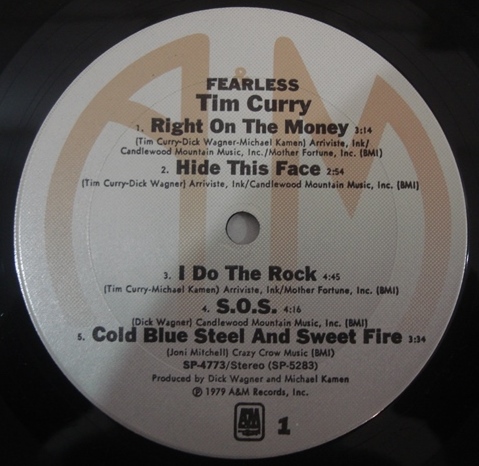 FEARLESS
Tim Curry
1. Right On The Money 3:14
(Tim Curry-Dick Wagner-Michael Kamen) Arriviste, Ink/
Candlewood Mountain Music, Inc./Mother Fortune, Inc. (BMI)
2. Hide This Face 2:54
(Tim Curry-Dick Wagner) Arriviste, Ink/Candlewood Mountain Music, Inc. (BMI)
3. I Do The Rock 4:45
(Tim Curry-Michael Kamen) Arriviste, Ink/Mother Fortune, Inc. (BMI)
4. S.O.S. 4:16
(Dick Wagner) Candlewood Mountain Music, Inc. (BMI)
5. Cold Blue Steel And Sweet Fire 3:34
(Joni Mitchell) Crazy Crow Music (BMI)
SP-4773/Stereo (SP-5283)
Produced by Dick Wagner and Michael Kamen
℗ 1979 A&M Records, Inc.
A&M 1